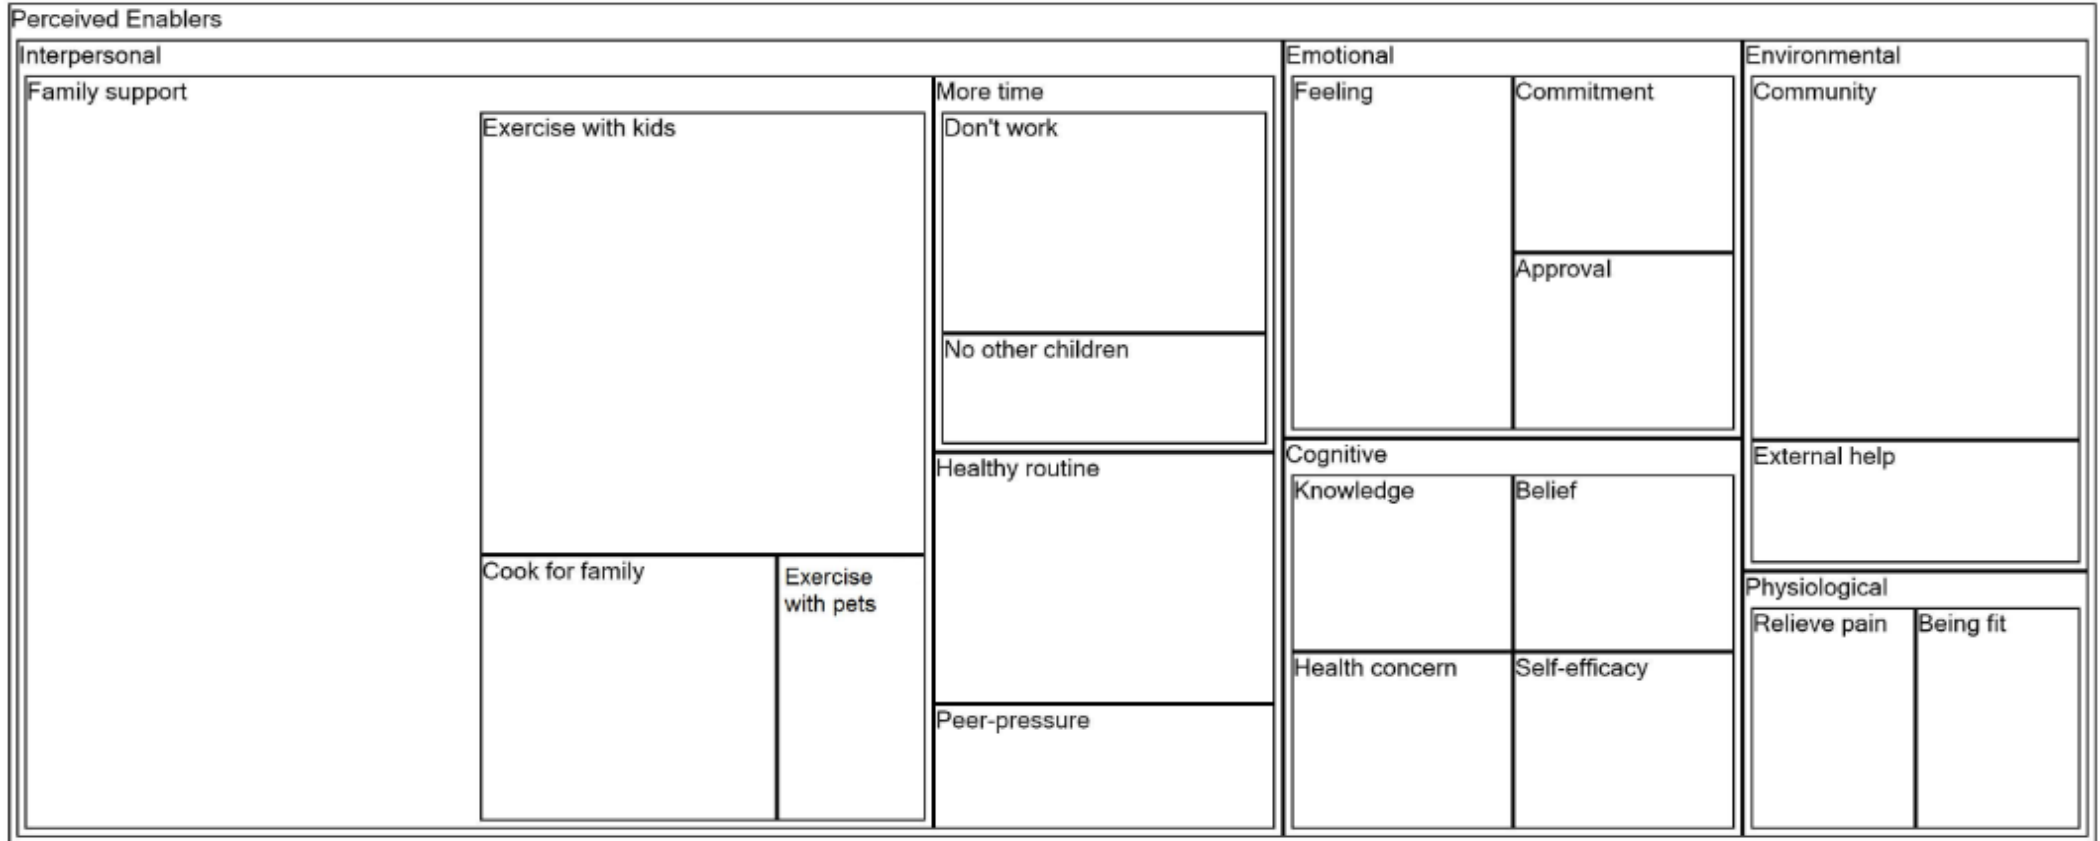 Perceived Enablers
Interpersonal
Family support
Exercise with kids
Cook for family
Exercise
with pets
More time
Don't work
No other children
Healthy routine
Peer-pressure
Emotional
Feeling
Commitment
Approval
Cognitive
Knowledge
Belief
Health concern
Self-efficacy
Environmental
Community
External help
Physiological
Relieve pain
Being fit